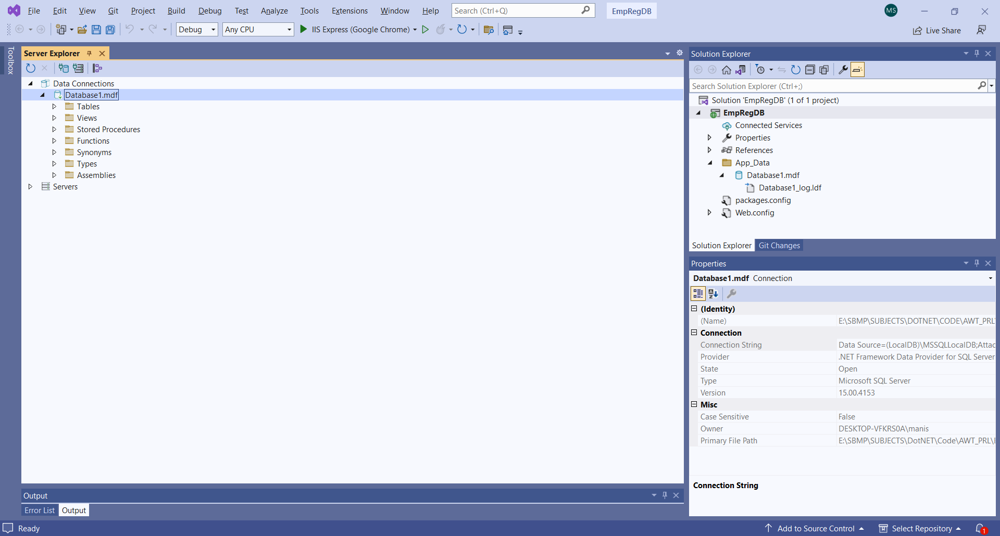 File Edit View Git Project Build Debug Test Analyze Tools Extensions Window Help Search (Ctrl+Q) EmpRegDB MS
Debug Any CPU IIS Express (Google Chrome) Live Share
Toolbox
Server Explorer
Data Connections
Database1.mdf
Tables
Views
Stored Procedures
Functions
Synonyms
Types
Assemblies
Servers
Output
Error List Output
Solution Explorer
Search Solution Explorer (Ctrl+;)
Solution 'EmpRegDB' (1 of 1 project)
EmpRegDB
Connected Services
Properties
References
App_Data
Database1.mdf
Database1_log.ldf
packages.config
Web.config
Solution Explorer Git Changes
Properties
Database1.mdf Connection
(Identity)
(Name) E:\SBMP\SUBJECTS\DOTNET\CODE\AWT_PRL\
Connection
Connection String Data Source=(LocalDB)\MSSQLLocalDB;Attac
Provider .NET Framework Data Provider for SQL Server
State Open
Type Microsoft SQL Server
Version 15.00.4153
Misc
Case Sensitive False
Owner DESKTOP-VFKRS0A\manis
Primary File Path E:\SBMP\SUBJECTS\DotNET\Code\AWT_PRL\
Connection String
Ready Add to Source Control Select Repository 1